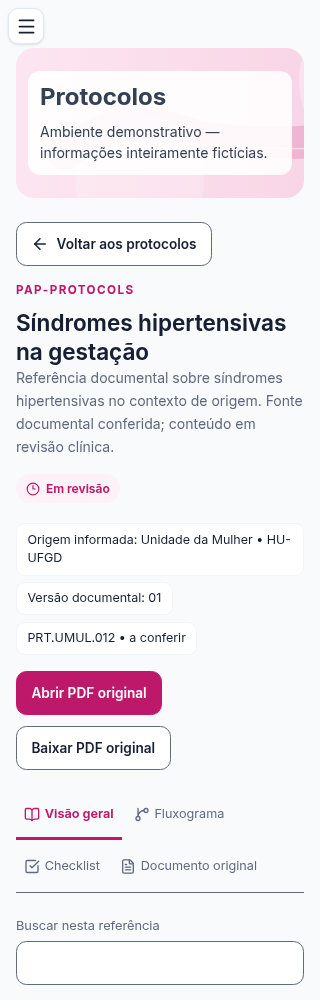 Protocolos
Ambiente demonstrativo —
informações inteiramente fictícias.
Voltar aos protocolos
PAP-PROTOCOLS
Síndromes hipertensivas
na gestação
Referência documental sobre síndromes
hipertensivas no contexto de origem. Fonte
documental conferida; conteúdo em
revisão clínica.
Em revisão
Origem informada: Unidade da Mulher • HU-
UFGD
Versão documental: 01
PRT.UMUL.012 • a conferir
Abrir PDF original
Baixar PDF original
Visão geral
Fluxograma
Checklist
Documento original
Buscar nesta referência